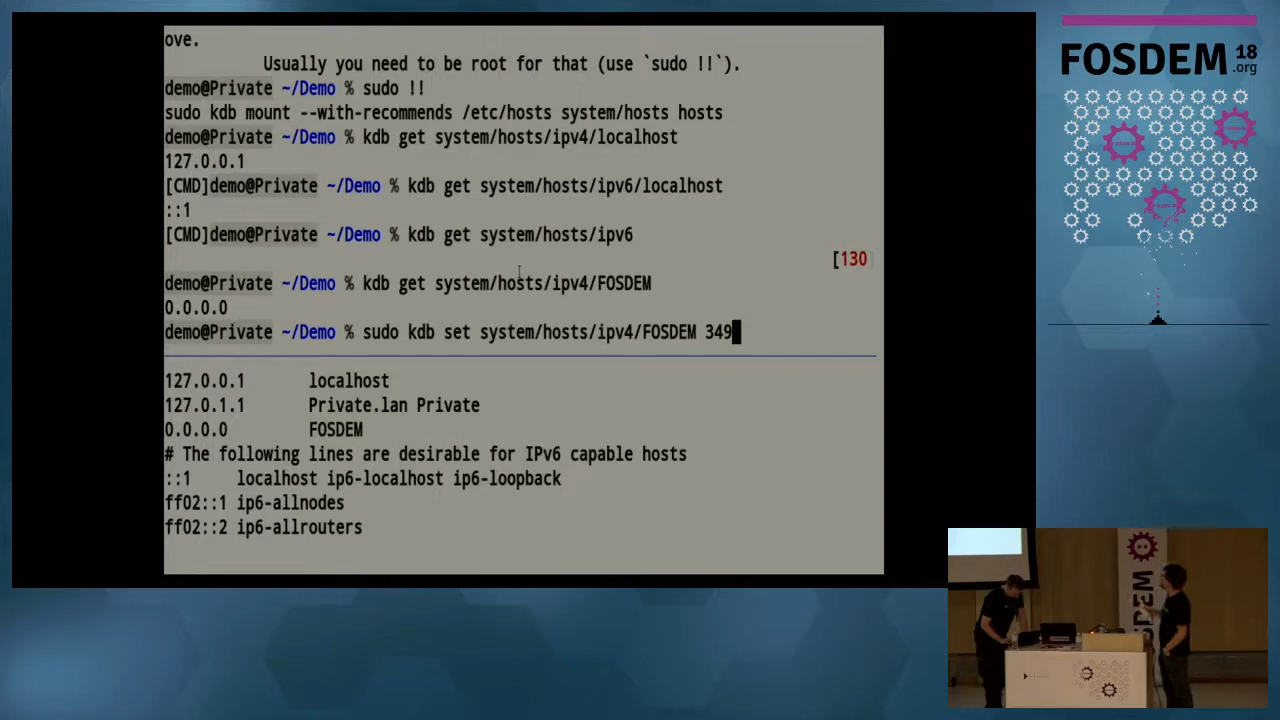 ove.
Usually you need to be root for that (use `sudo !!`).
demo@Private ~/Demo % sudo !!
sudo kdb mount --with-recommends /etc/hosts system/hosts hosts
demo@Private ~/Demo % kdb get system/hosts/ipv4/localhost
127.0.0.1
[CMD]demo@Private ~/Demo % kdb get system/hosts/ipv6/localhost
::1
[CMD]demo@Private ~/Demo % kdb get system/hosts/ipv6
[130]
demo@Private ~/Demo % kdb get system/hosts/ipv4/FOSDEM
0.0.0.0
demo@Private ~/Demo % sudo kdb set system/hosts/ipv4/FOSDEM 349
127.0.0.1 localhost
127.0.1.1 Private.lan Private
0.0.0.0 FOSDEM
# The following lines are desirable for IPv6 capable hosts
::1 localhost ip6-localhost ip6-loopback
ff02::1 ip6-allnodes
ff02::2 ip6-allrouters
FOSDEM 18
.org